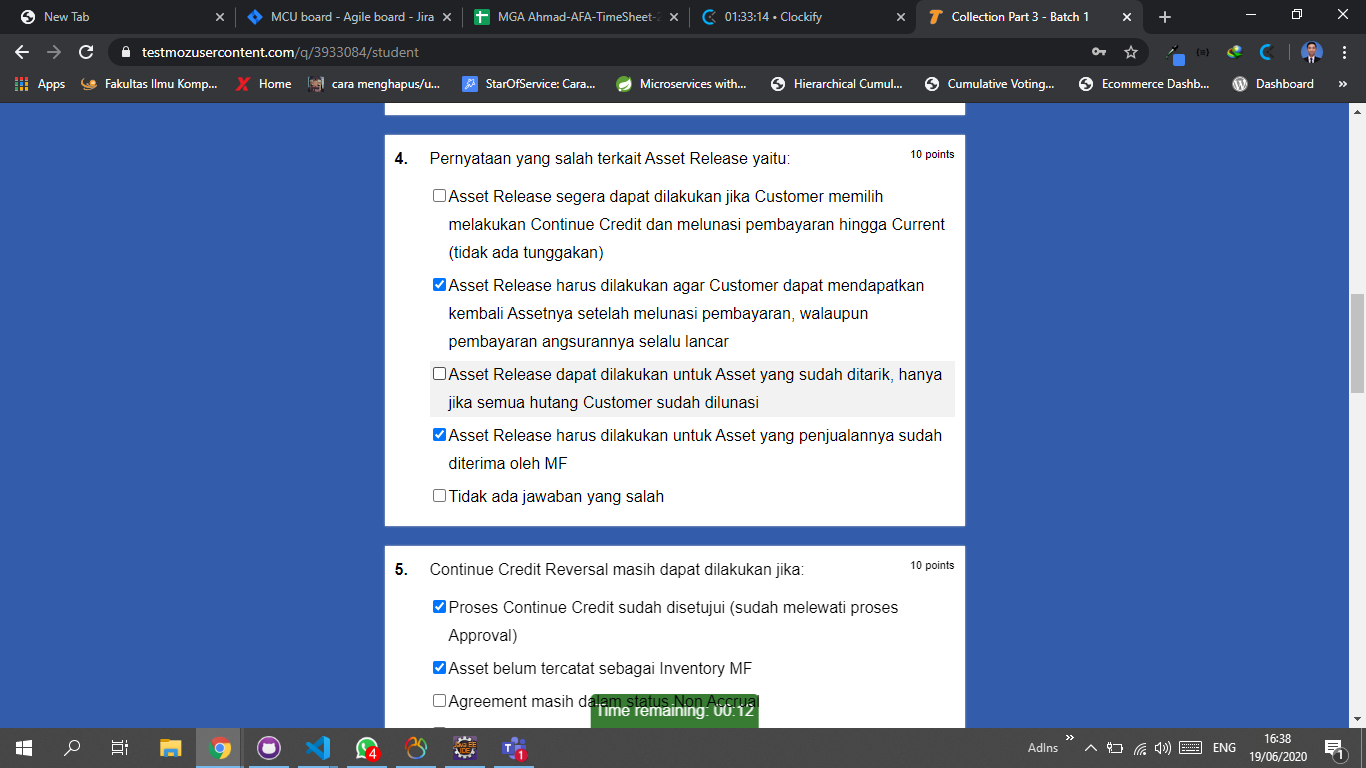 New Tab
MCU board - Agile board - Jira
MGA Ahmad-AFA-TimeSheet-
01:33:14 • Clockify
Collection Part 3 - Batch 1
testmozusercontent.com/q/3933084/student
Apps
Fakultas Ilmu Komp...
Home
cara menghapus/u...
StarOfService: Cara...
Microservices with...
Hierarchical Cumul...
Cumulative Voting...
Ecommerce Dashb...
Dashboard
»
4. Pernyataan yang salah terkait Asset Release yaitu: 10 points
Asset Release segera dapat dilakukan jika Customer memilih
melakukan Continue Credit dan melunasi pembayaran hingga Current
(tidak ada tunggakan)
Asset Release harus dilakukan agar Customer dapat mendapatkan
kembali Assetnya setelah melunasi pembayaran, walaupun
pembayaran angsurannya selalu lancar
Asset Release dapat dilakukan untuk Asset yang sudah ditarik, hanya
jika semua hutang Customer sudah dilunasi
Asset Release harus dilakukan untuk Asset yang penjualannya sudah
diterima oleh MF
Tidak ada jawaban yang salah
5. Continue Credit Reversal masih dapat dilakukan jika: 10 points
Proses Continue Credit sudah disetujui (sudah melewati proses
Approval)
Asset belum tercatat sebagai Inventory MF
Agreement masih dalam status Non Accrual
Time remaining: 00:12
4
1
AdIns
»
ENG
16:38
19/06/2020
1